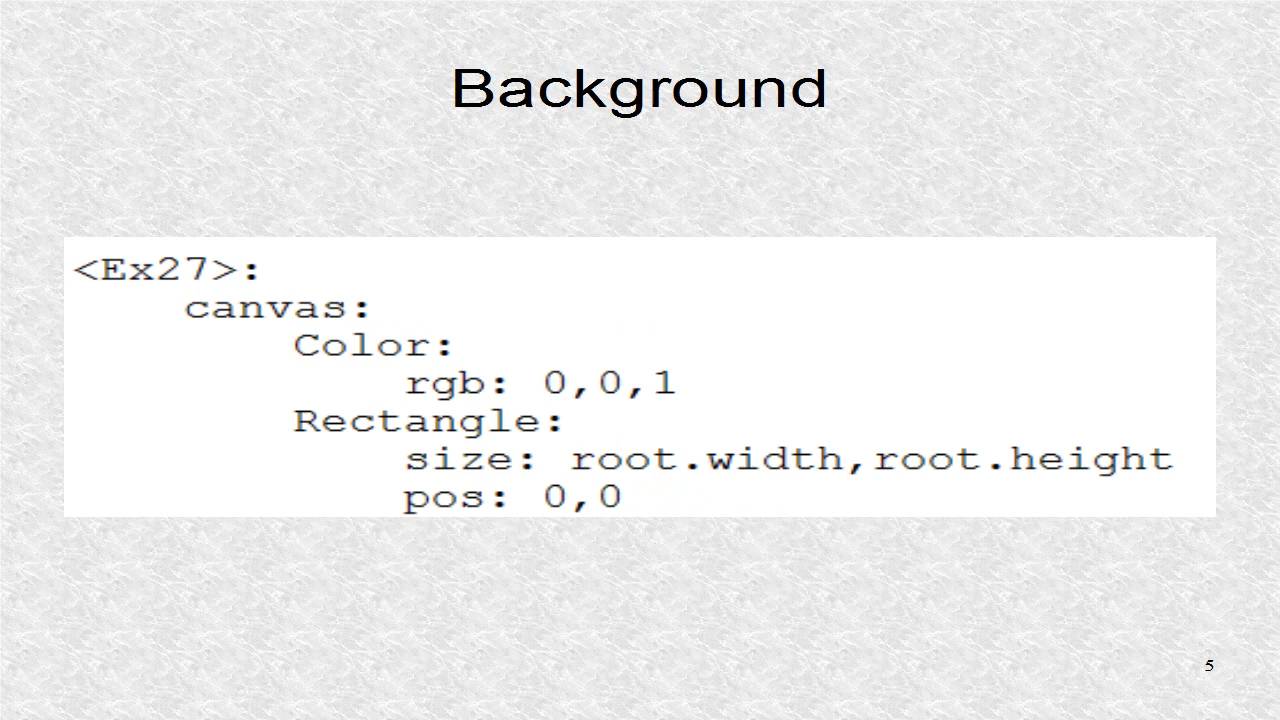 Background
<Ex27>:
canvas:
Color:
rgb: 0,0,1
Rectangle:
size: root.width,root.height
pos: 0,0
5